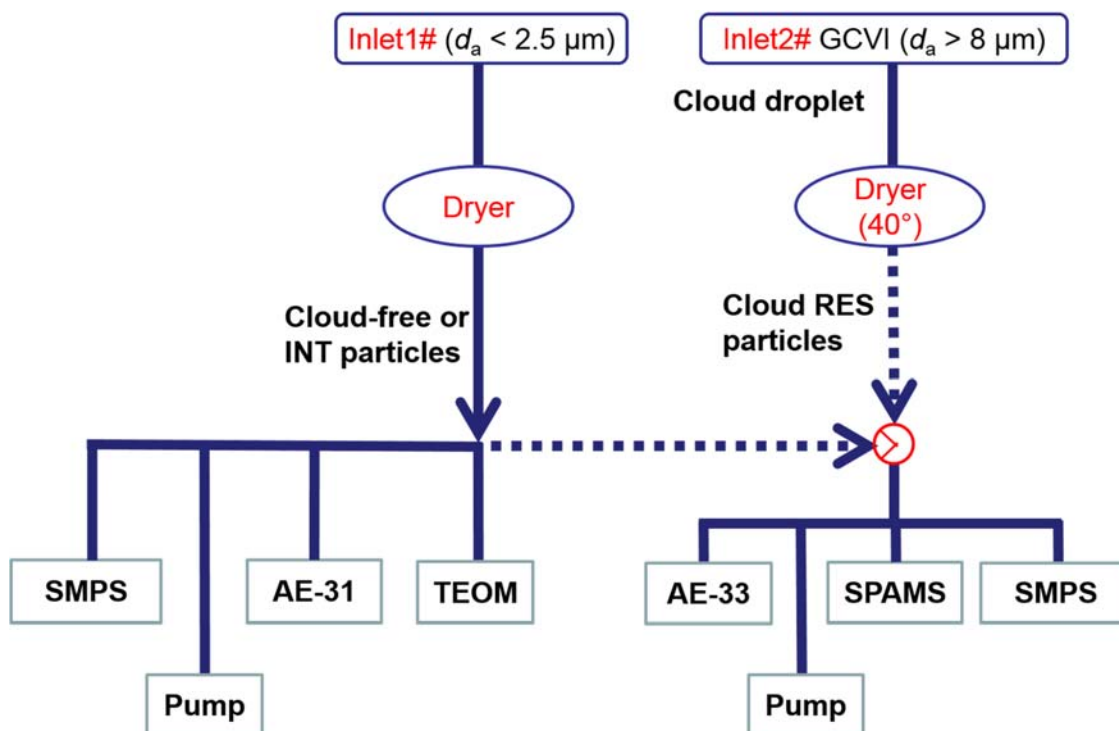 Inlet1# (da < 2.5 µm)
Inlet2# GCVI (da > 8 µm)
Cloud droplet
Dryer
Dryer
(40°)
Cloud-free or
INT particles
Cloud RES
particles
SMPS
AE-31
TEOM
AE-33
SPAMS
SMPS
Pump
Pump